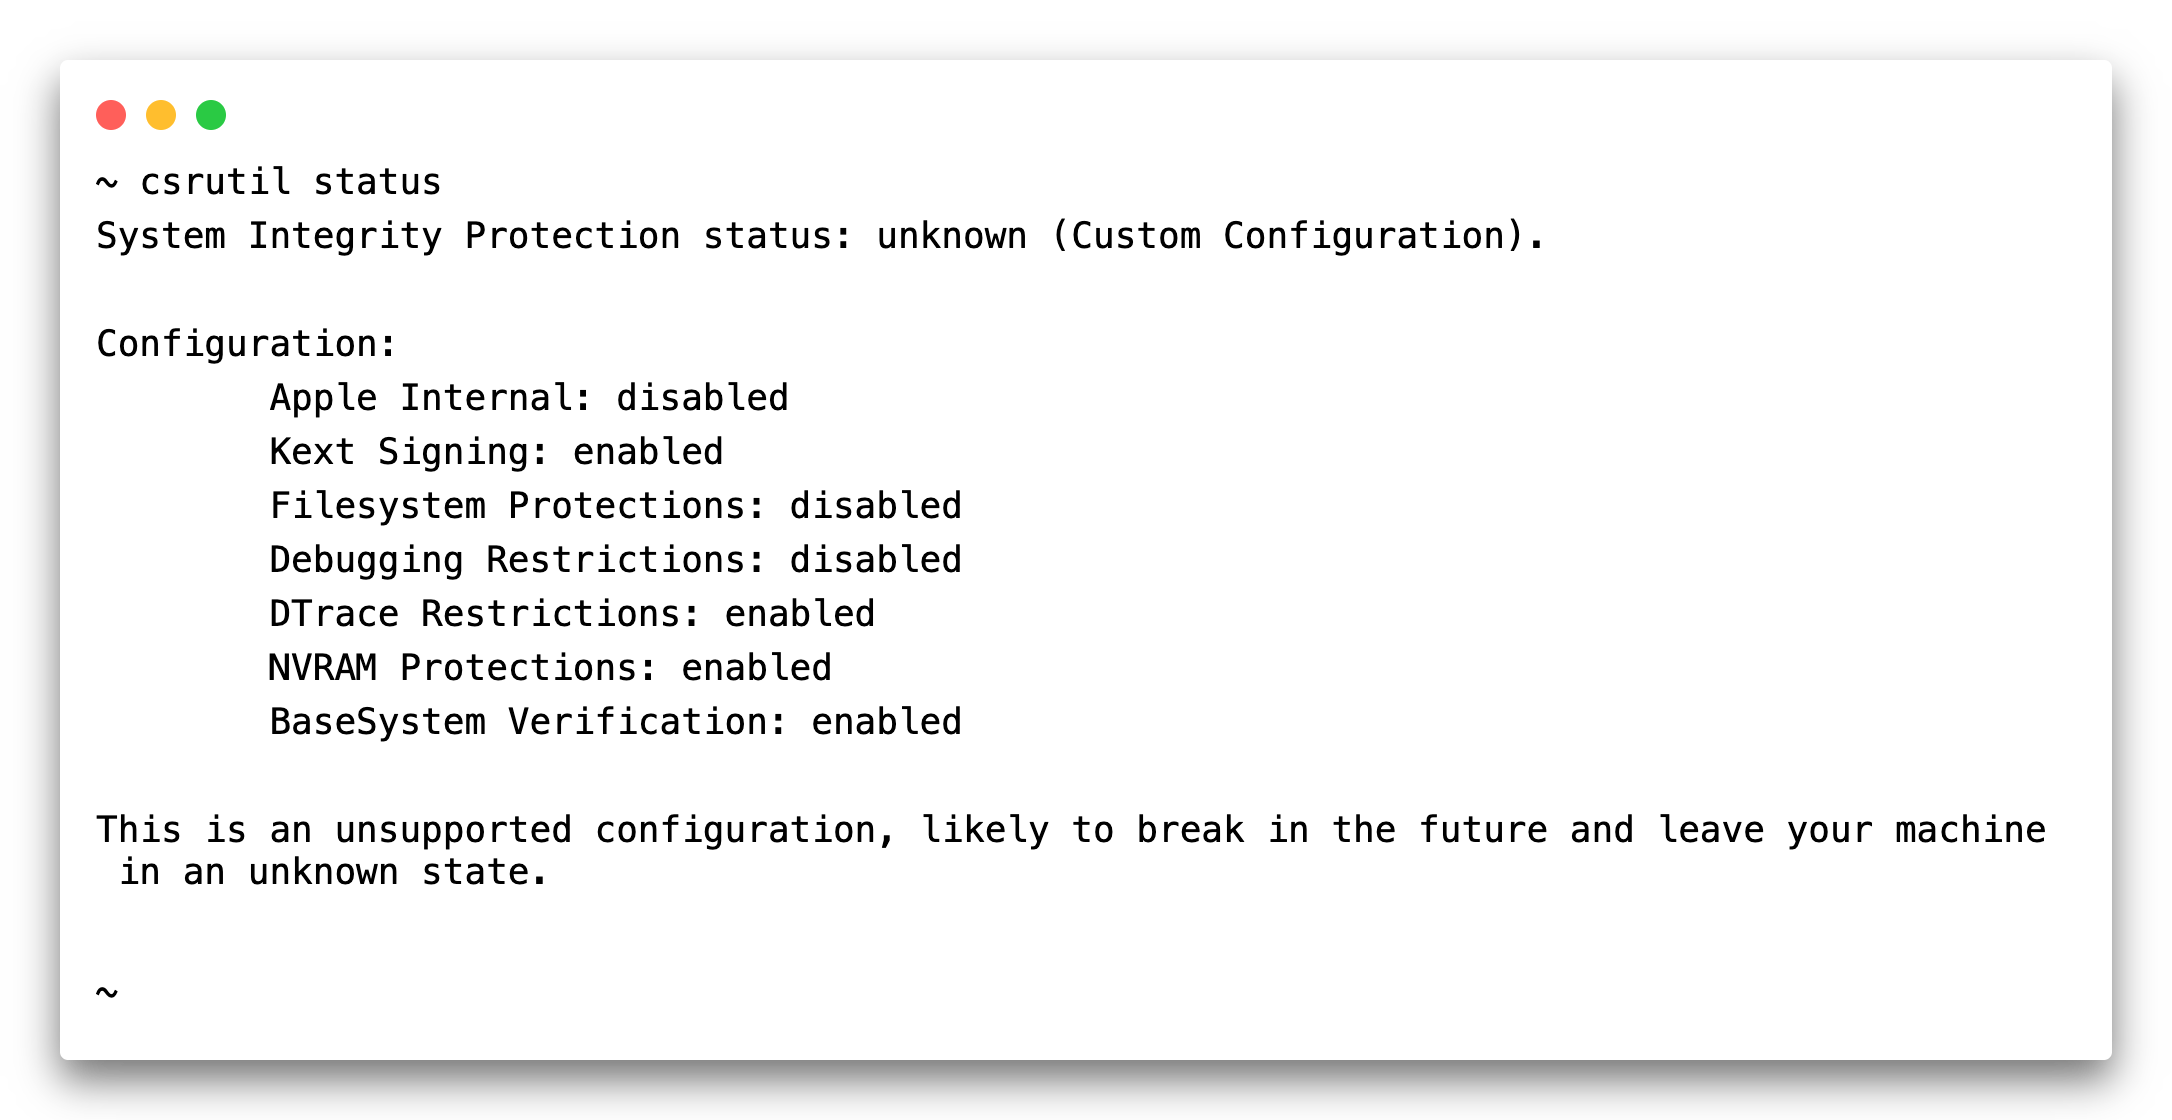 ~ csrutil status
System Integrity Protection status: unknown (Custom Configuration).
Configuration:
Apple Internal: disabled
Kext Signing: enabled
Filesystem Protections: disabled
Debugging Restrictions: disabled
DTrace Restrictions: enabled
NVRAM Protections: enabled
BaseSystem Verification: enabled
This is an unsupported configuration, likely to break in the future and leave your machine
in an unknown state.
~